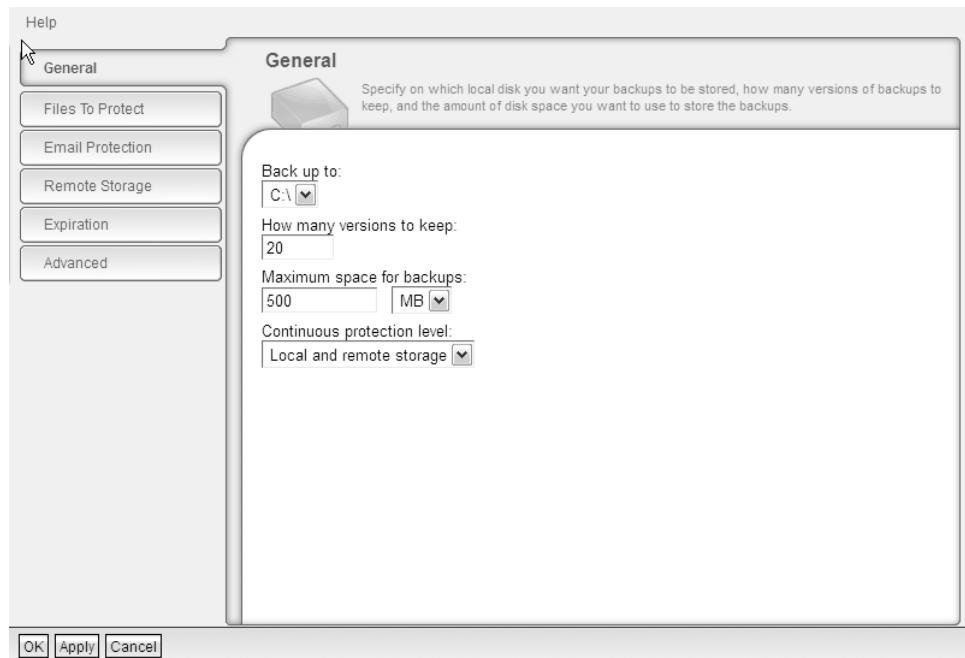 Help
General
Files To Protect
Email Protection
Remote Storage
Expiration
Advanced
General
Specify on which local disk you want your backups to be stored, how many versions of backups to
keep, and the amount of disk space you want to use to store the backups.
Back up to:
C:\
How many versions to keep:
20
Maximum space for backups:
500 MB
Continuous protection level:
Local and remote storage
OK Apply Cancel